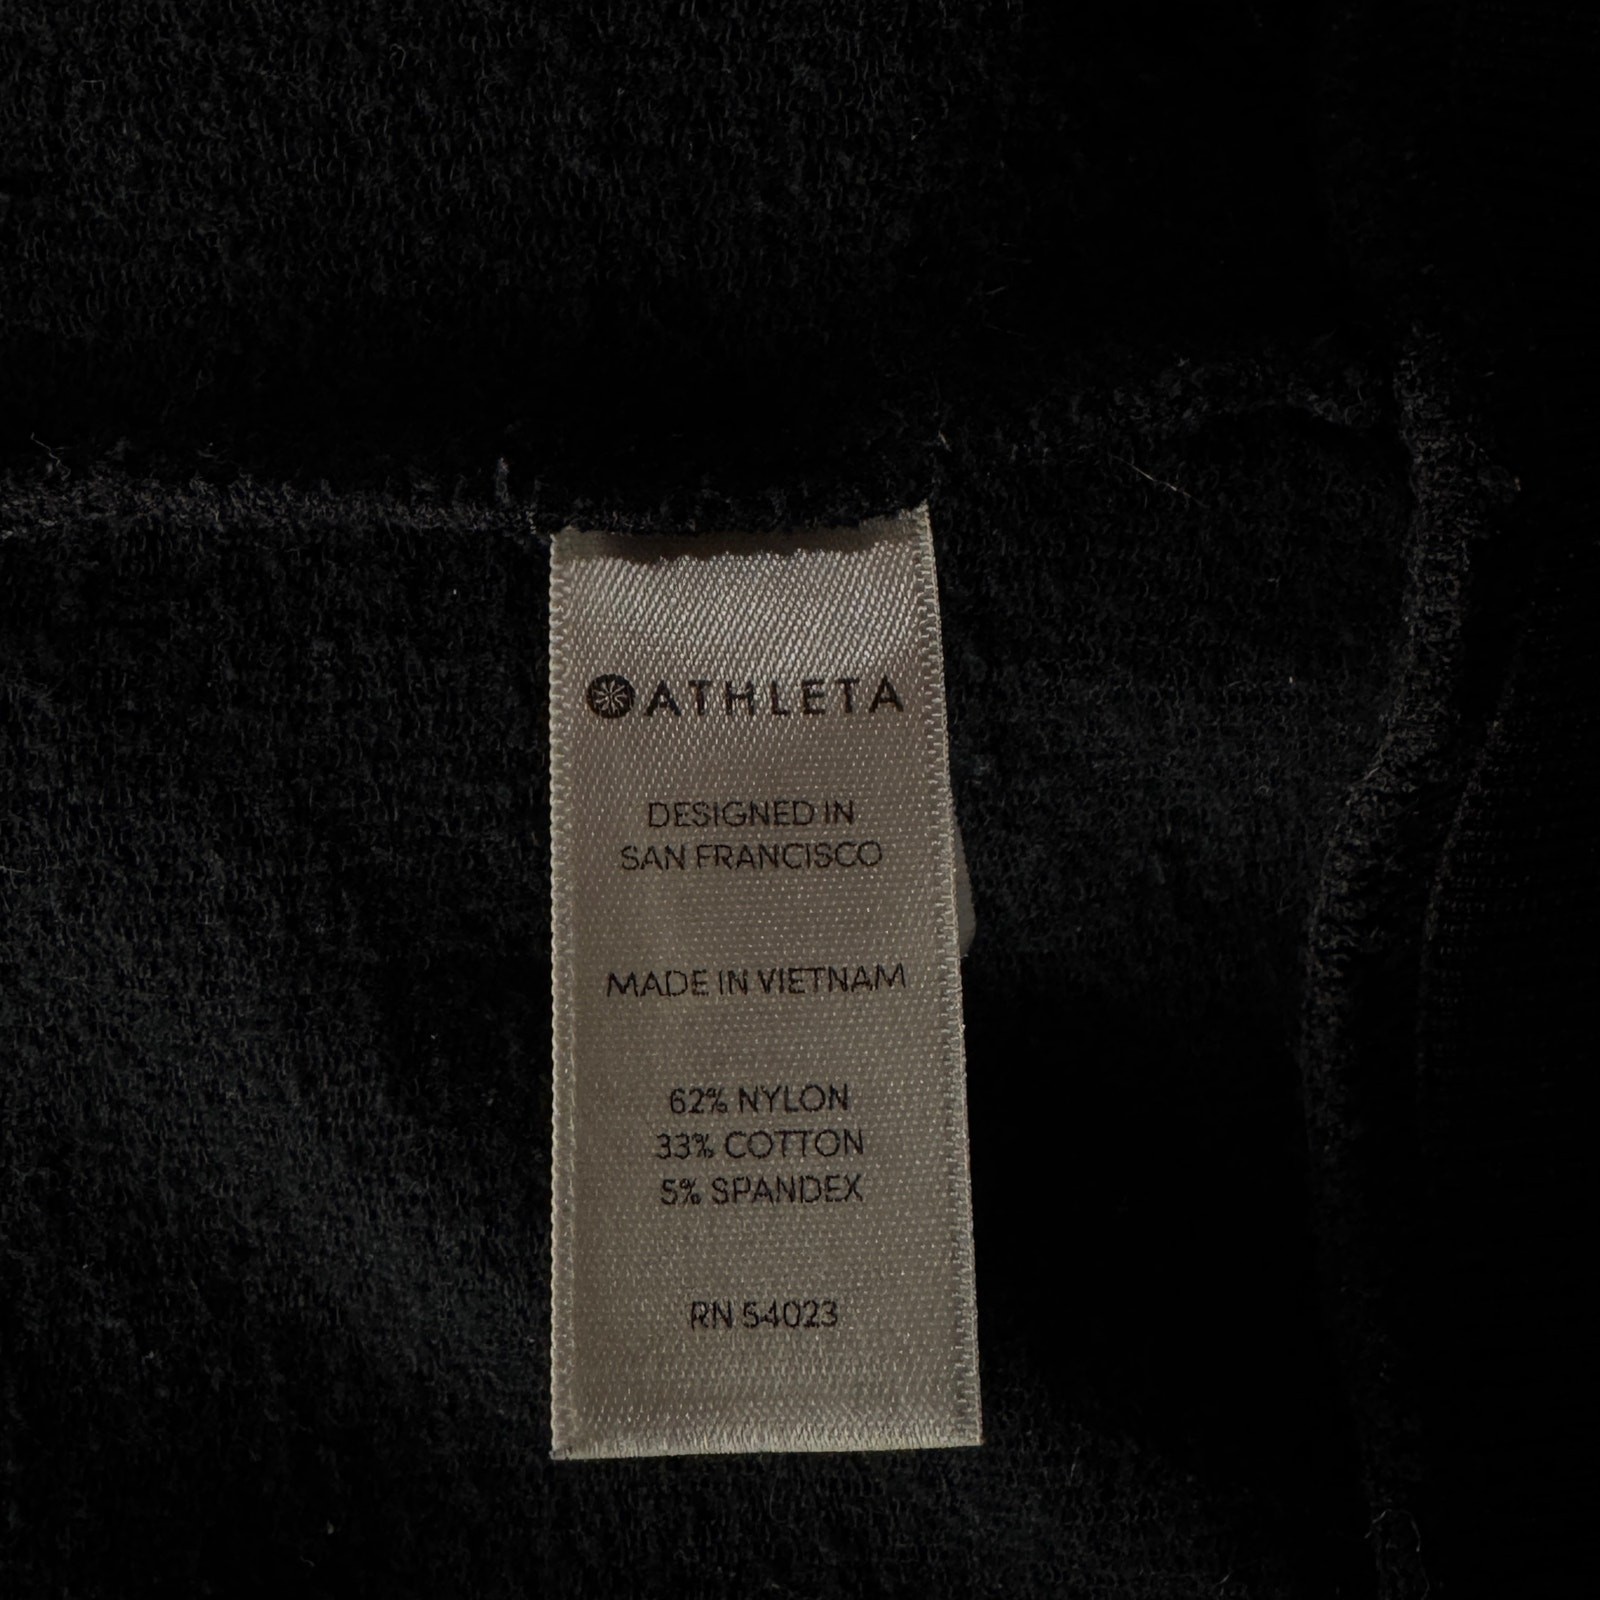 ATHLETA
DESIGNED IN
SAN FRANCISCO
MADE IN VIETNAM
62% NYLON
33% COTTON
5% SPANDEX
RN 54023